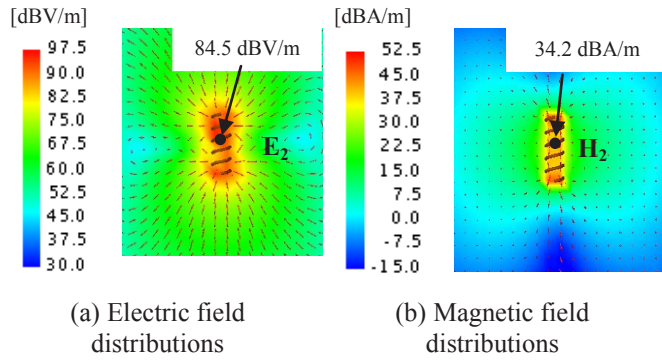 [dBV/m]
97.5
90.0
82.5
75.0
67.5
60.0
52.5
45.0
37.5
30.0
84.5 dBV/m
E2
[dBA/m]
52.5
45.0
37.5
30.0
22.5
15.0
7.5
0.0
-7.5
-15.0
34.2 dBA/m
H2
(a) Electric field
distributions
(b) Magnetic field
distributions